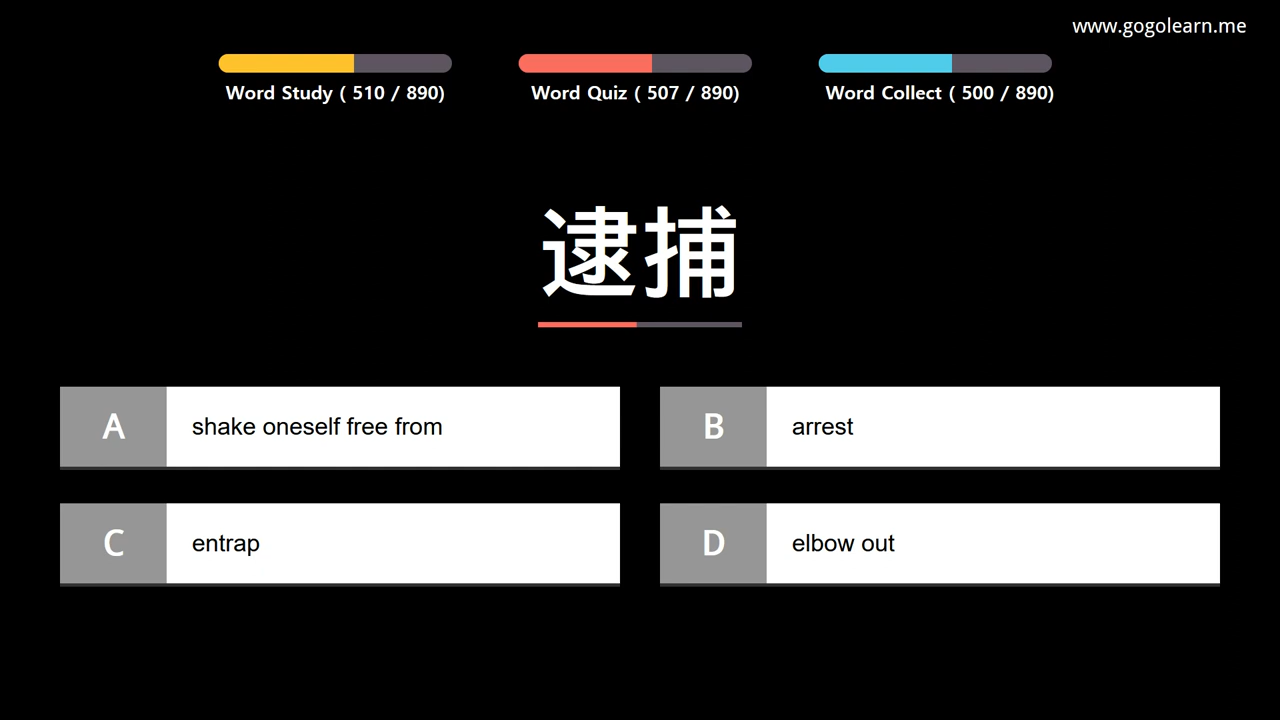 www.gogolearn.me
Word Study ( 510 / 890)
Word Quiz ( 507 / 890)
Word Collect ( 500 / 890)
逮捕
A shake oneself free from
B arrest
C entrap
D elbow out